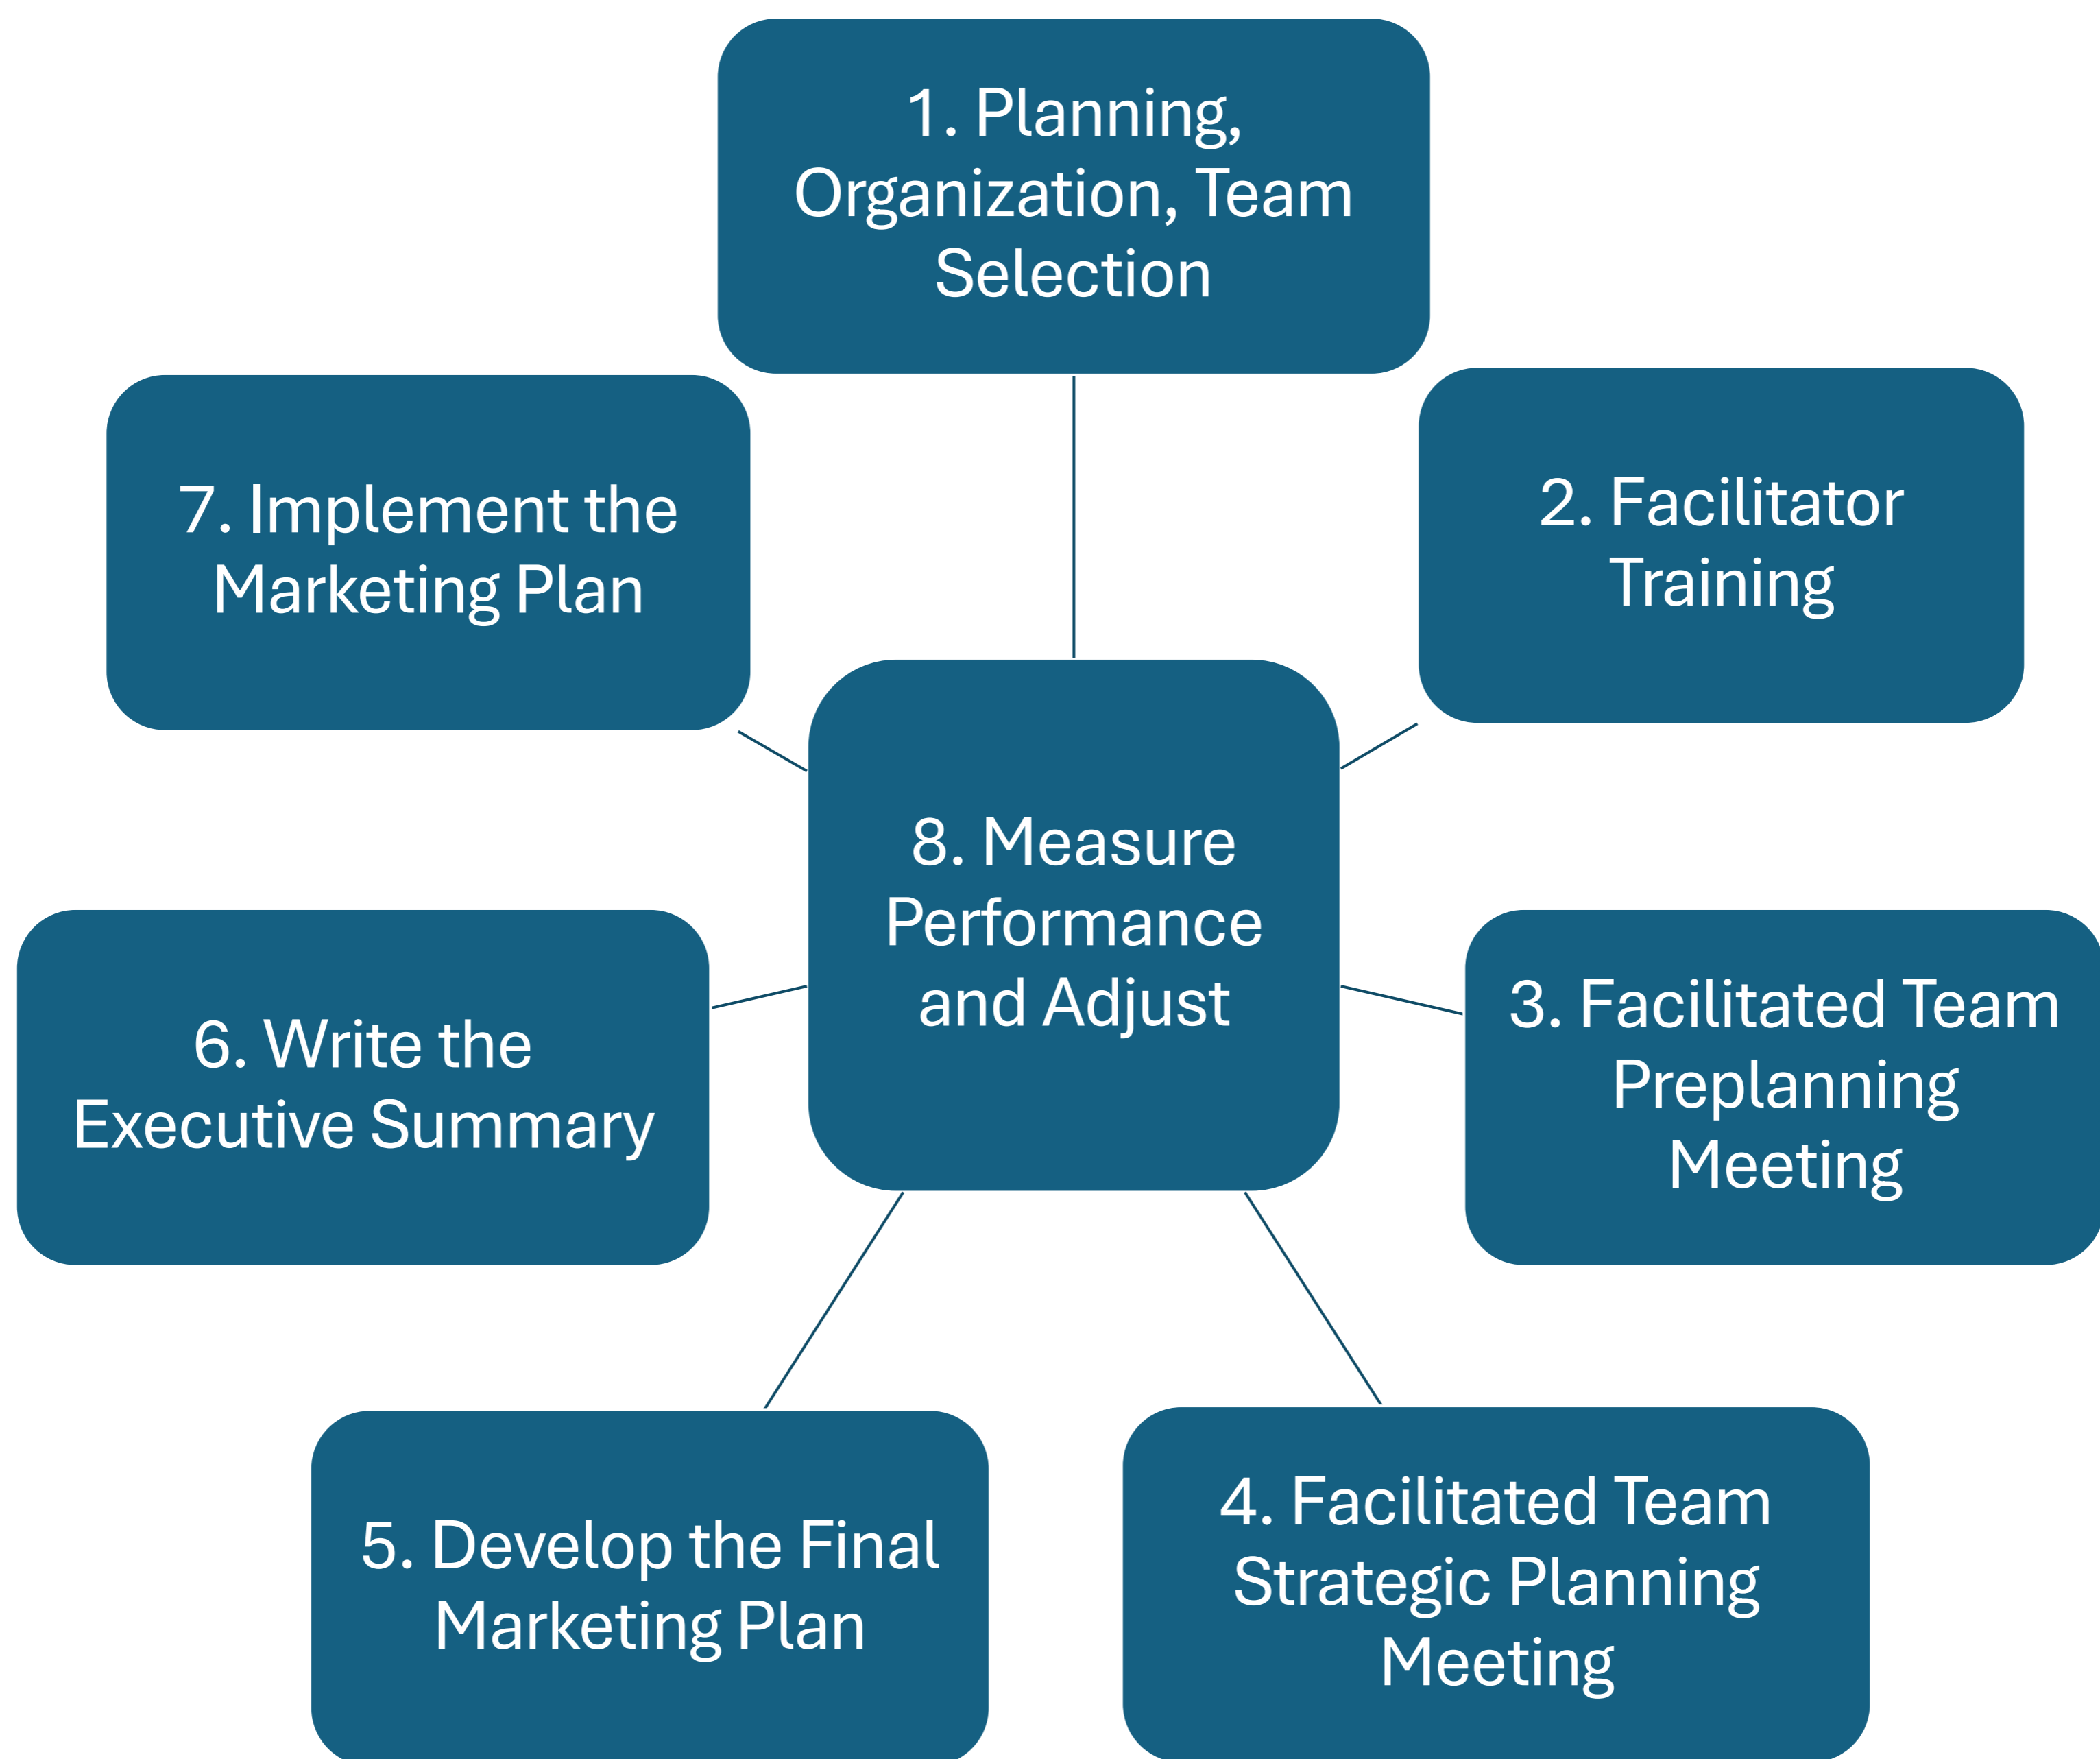 1. Planning,
Organization, Team
Selection
2. Facilitator
Training
3. Facilitated Team
Preplanning
Meeting
4. Facilitated Team
Strategic Planning
Meeting
5. Develop the Final
Marketing Plan
6. Write the
Executive Summary
7. Implement the
Marketing Plan
8. Measure
Performance
and Adjust